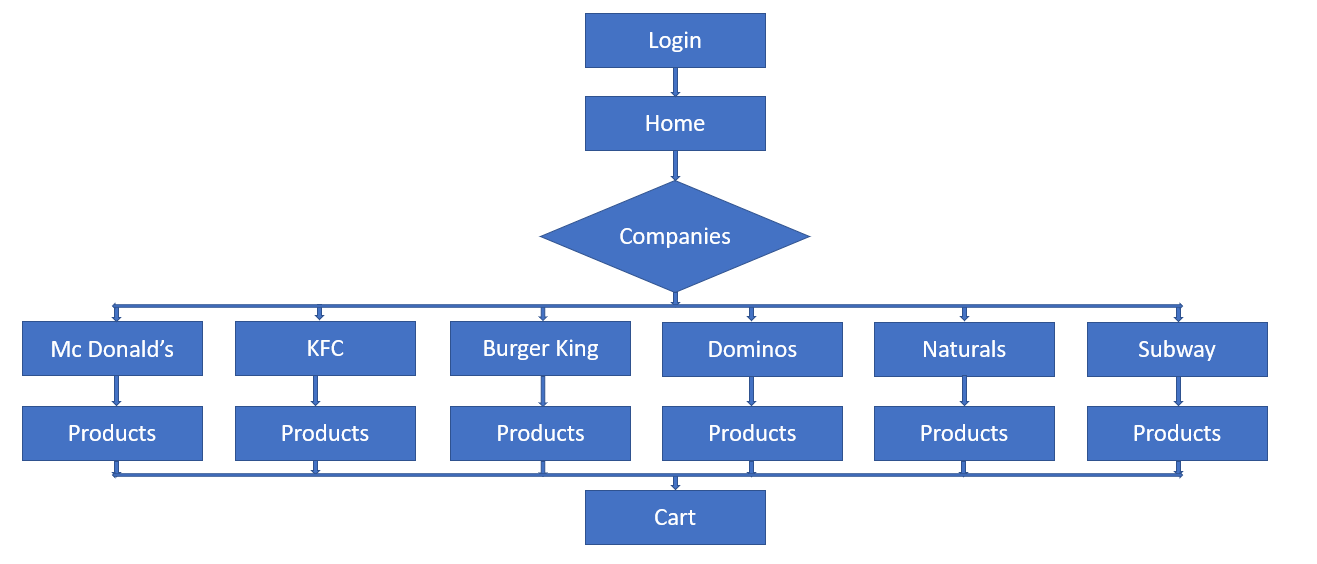 Login
Home
Companies
Mc Donald’s
KFC
Burger King
Dominos
Naturals
Subway
Products
Products
Products
Products
Products
Products
Cart